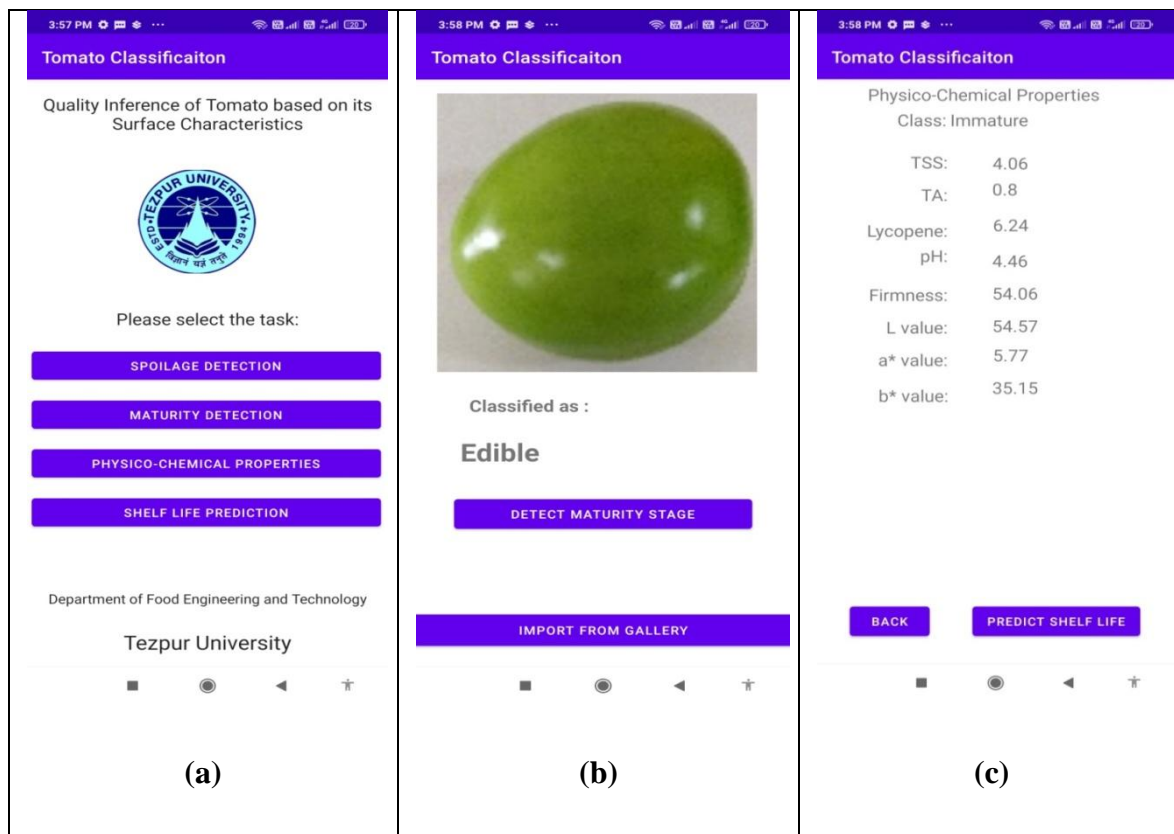 3:57 PM
Tomato Classificaiton
Quality Inference of Tomato based on its
Surface Characteristics
TEZPUR UNIVERSITY
ESTD 1994
विज्ञानं यज्ञं तनुते
Please select the task:
SPOILAGE DETECTION
MATURITY DETECTION
PHYSICO-CHEMICAL PROPERTIES
SHELF LIFE PREDICTION
Department of Food Engineering and Technology
Tezpur University
(a)
3:58 PM
Tomato Classificaiton
Classified as :
Edible
DETECT MATURITY STAGE
IMPORT FROM GALLERY
(b)
3:58 PM
Tomato Classificaiton
Physico-Chemical Properties
Class: Immature
TSS: 4.06
TA: 0.8
Lycopene: 6.24
pH: 4.46
Firmness: 54.06
L value: 54.57
a* value: 5.77
b* value: 35.15
BACK PREDICT SHELF LIFE
(c)